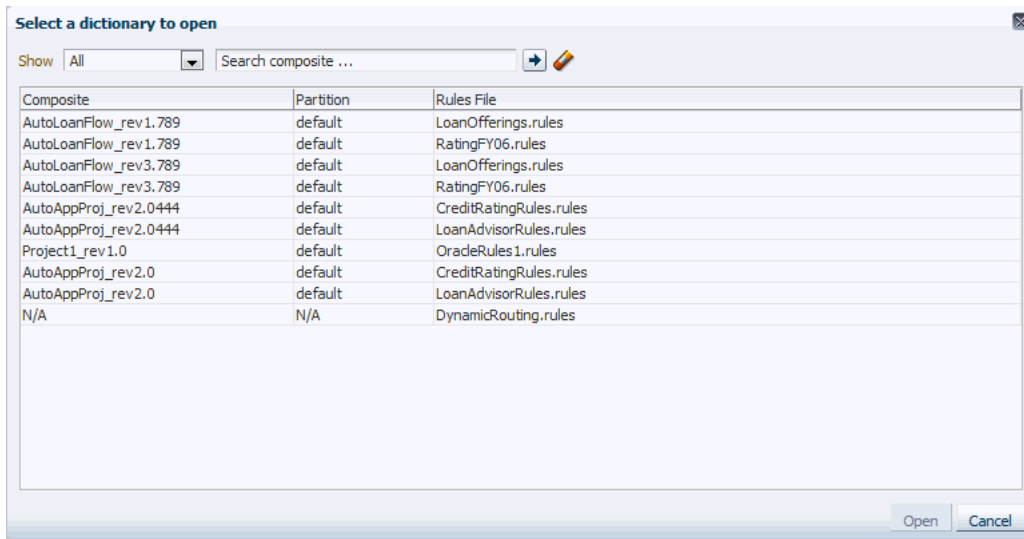 Select a dictionary to open
Show All Search composite ...
Composite Partition Rules File
AutoLoanFlow_rev1.789 default LoanOfferings.rules
AutoLoanFlow_rev1.789 default RatingFY06.rules
AutoLoanFlow_rev3.789 default LoanOfferings.rules
AutoLoanFlow_rev3.789 default RatingFY06.rules
AutoAppProj_rev2.0444 default CreditRatingRules.rules
AutoAppProj_rev2.0444 default LoanAdvisorRules.rules
Project1_rev1.0 default OracleRules1.rules
AutoAppProj_rev2.0 default CreditRatingRules.rules
AutoAppProj_rev2.0 default LoanAdvisorRules.rules
N/A N/A DynamicRouting.rules
Open Cancel